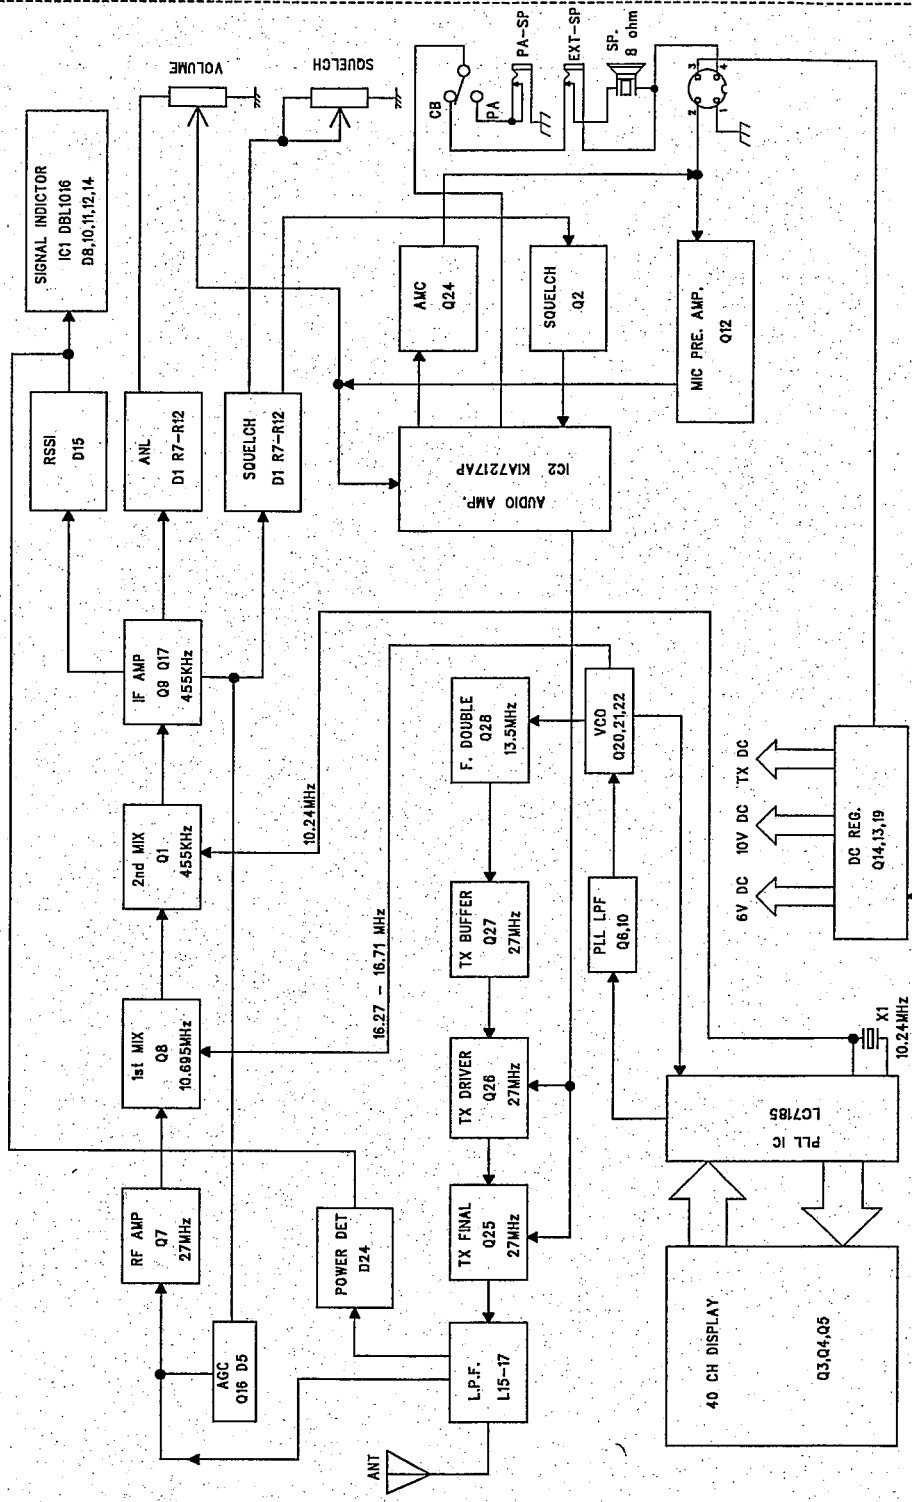 SIGNAL INDICTOR
IC1 DBL1016
D8,10,11,12,14
VOLUME
SQUELCH
CB
PA
PA-SP
EXT-SP
SP.
8 ohm
1
2
3
4
RSSI
D15
ANL
D1 R7-R12
SQUELCH
D1 R7-R12
AMC
Q24
SQUELCH
Q2
MIC PRE. AMP.
Q12
AUDIO AMP.
IC2 KIA7217AP
IF AMP
Q9 Q17
455KHz
2nd MIX
Q1
455KHz
1st MIX
Q8
10.695MHz
RF AMP
Q7
27MHz
AGC
Q16 D5
POWER DET
D24
10.24MHz
16.27 - 16.71 MHz
F. DOUBLE
Q28
13.5MHz
VCO
Q20,21,22
TX BUFFER
Q27
27MHz
PLL LPF
Q6,10
TX DRIVER
Q26
27MHz
TX FINAL
Q25
27MHz
L.P.F.
L15-17
ANT
6V DC
10V DC
TX DC
DC REG.
Q14,13,19
X1
10.24MHz
PLL IC
LC7185
40 CH DISPLAY
Q3,Q4,Q5